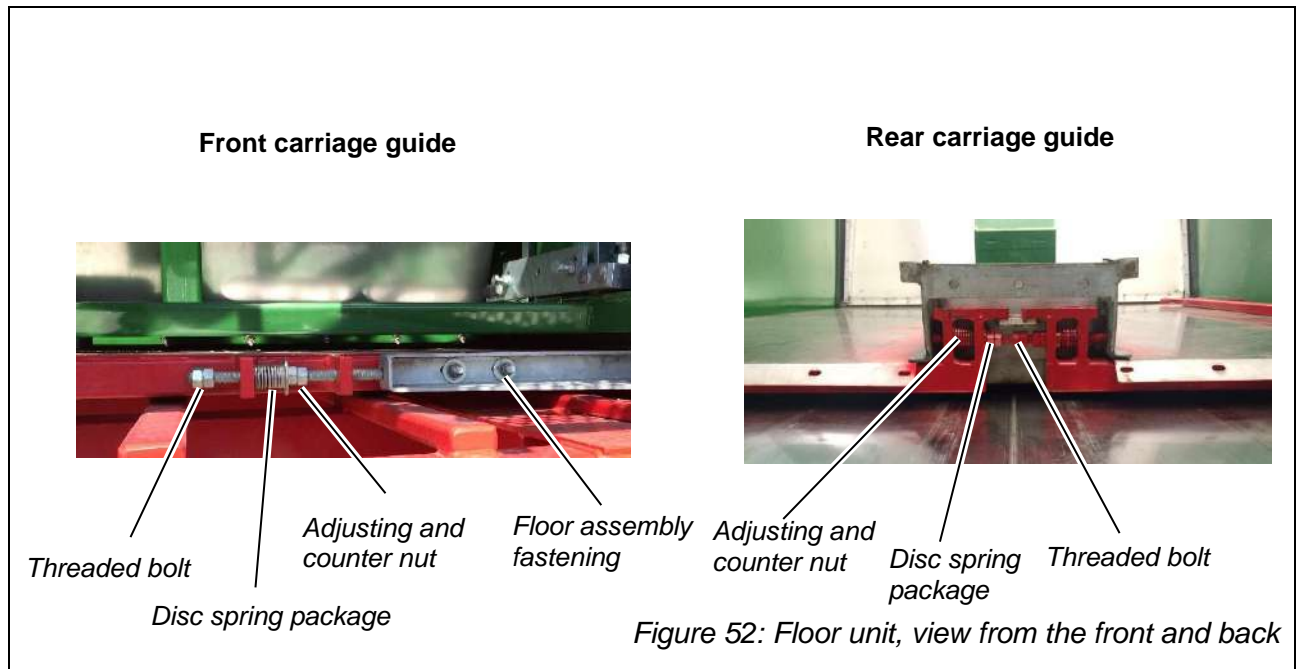 Front carriage guide
Rear carriage guide
Threaded bolt
Disc spring package
Adjusting and
counter nut
Floor assembly
fastening
Adjusting and
counter nut
Disc spring
package
Threaded bolt
Figure 52: Floor unit, view from the front and back